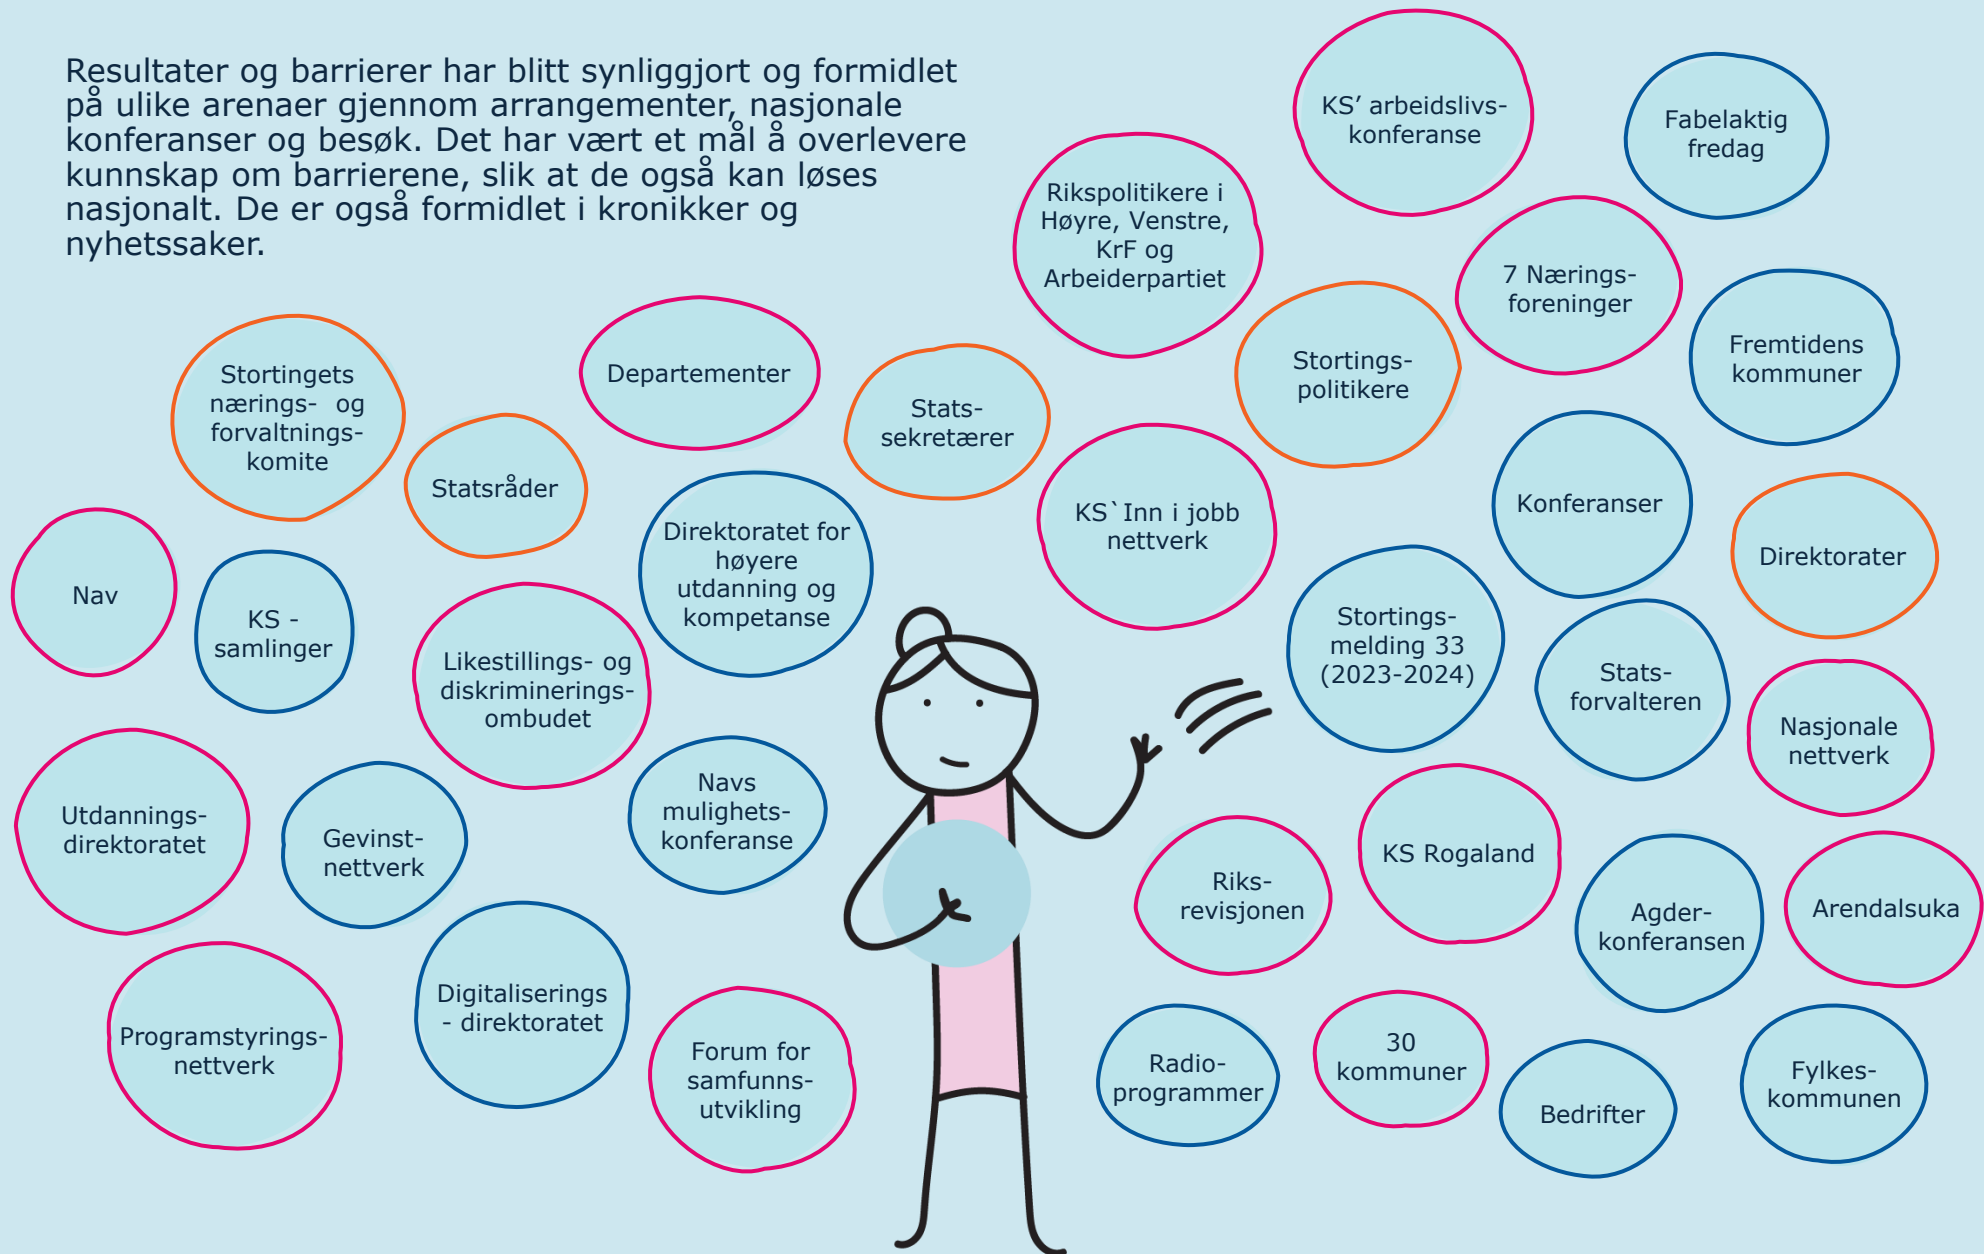 Resultater og barrierer har blitt synliggjort og formidlet
på ulike arenaer gjennom arrangementer, nasjonale
konferanser og besøk. Det har vært et mål å overlevere
kunnskap om barrierene, slik at de også kan løses
nasjonalt. De er også formidlet i kronikker og
nyhetssaker.
KS’ arbeidslivs-
konferanse
Fabelaktig
fredag
Rikspolitikere i
Høyre, Venstre,
KrF og
Arbeiderpartiet
7 Nærings-
foreninger
Fremtidens
kommuner
Stortings-
politikere
Departementer
Stats-
sekretærer
Stortingets
nærings- og
forvaltnings-
komite
Statsråder
Direktoratet for
høyere
utdanning og
kompetanse
KS`Inn i jobb
nettverk
Konferanser
Direktorater
Nav
KS -
samlinger
Likestillings- og
diskriminerings-
ombudet
Stortings-
melding 33
(2023-2024)
Stats-
forvalteren
Nasjonale
nettverk
Utdannings-
direktoratet
Gevinst-
nettverk
Navs
mulighets-
konferanse
Riks-
revisjonen
KS Rogaland
Agder-
konferansen
Arendalsuka
Programstyrings-
nettverk
Digitaliserings
- direktoratet
Forum for
samfunns-
utvikling
Radio-
programmer
30
kommuner
Bedrifter
Fylkes-
kommunen